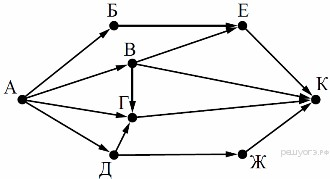 Б Е
В
А К
Г
Д Ж
решуогэ.рф